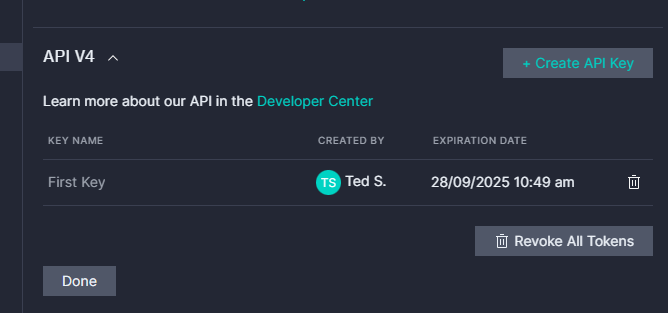 API V4
+ Create API Key
Learn more about our API in the Developer Center
KEY NAME CREATED BY EXPIRATION DATE
First Key TS Ted S. 28/09/2025 10:49 am
Revoke All Tokens
Done